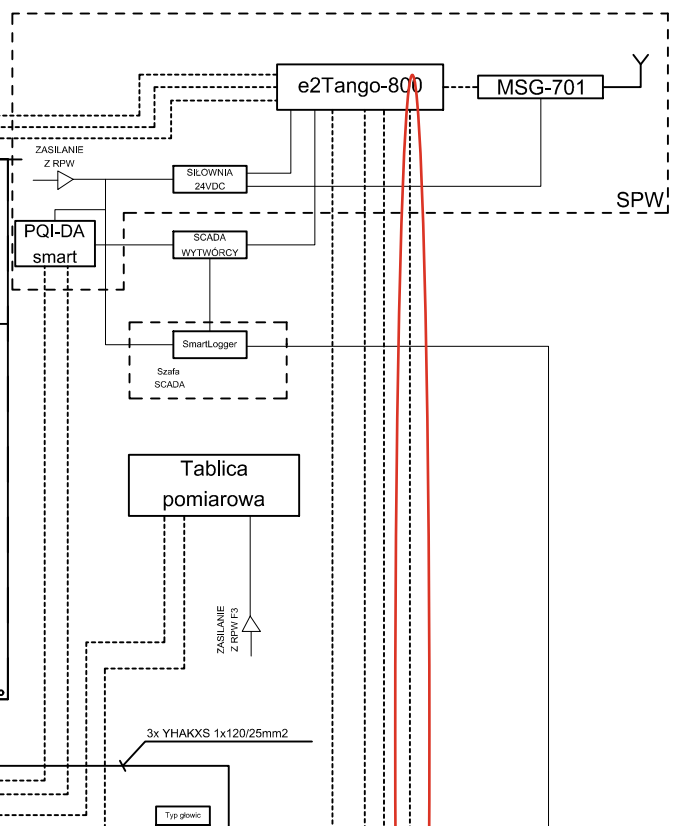 e2Tango-800
MSG-701
ZASILANIE
Z RPW
SIŁOWNIA
24VDC
SPW
PQI-DA
smart
SCADA
WYTWÓRCY
SmartLogger
Szafa
SCADA
Tablica
pomiarowa
ZASILANIE
Z RPW F3
3x YHAKXS 1x120/25mm2
Typ głowic